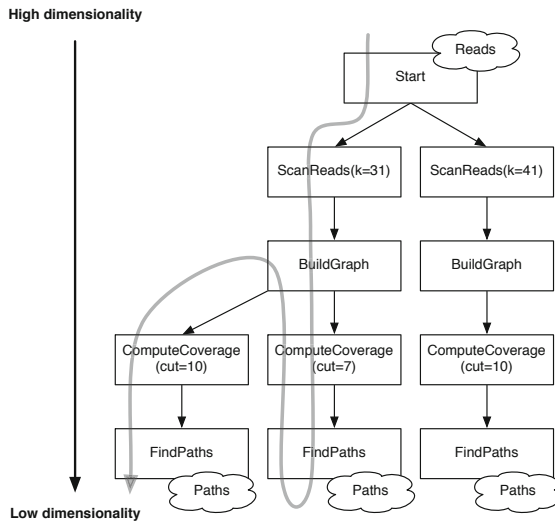 High dimensionality
Reads
Start
ScanReads(k=31)
ScanReads(k=41)
BuildGraph
BuildGraph
ComputeCoverage
(cut=10)
ComputeCoverage
(cut=7)
ComputeCoverage
(cut=10)
FindPaths
FindPaths
FindPaths
Paths
Paths
Paths
Low dimensionality